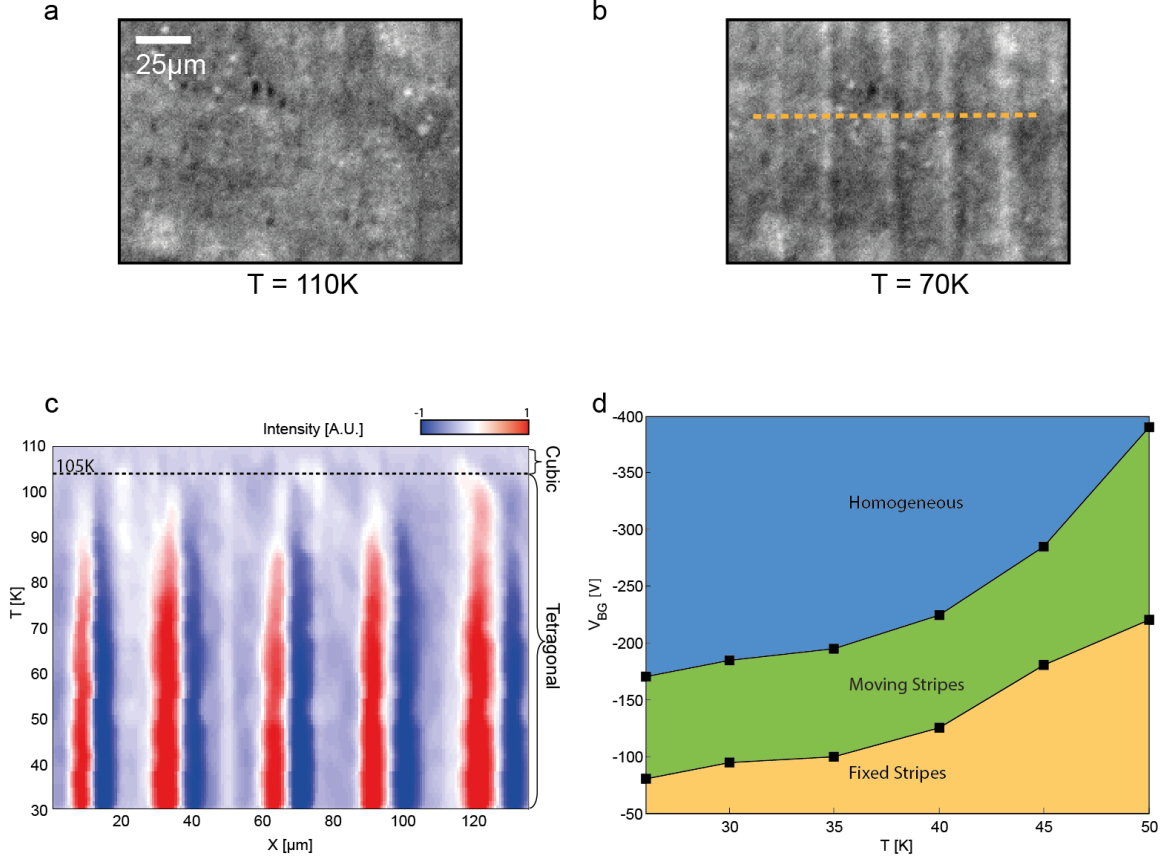 a
25μm
T = 110K
b
T = 70K
c
Intensity [A.U.]
-1
1
105K
Cubic
Tetragonal
110
100
90
80
70
60
50
40
30
T [K]
20
40
60
80
100
120
X [μm]
d
-400
-350
-300
-250
-200
-150
-100
-50
V_BG [V]
Homogeneous
Moving Stripes
Fixed Stripes
30
35
40
45
50
T [K]